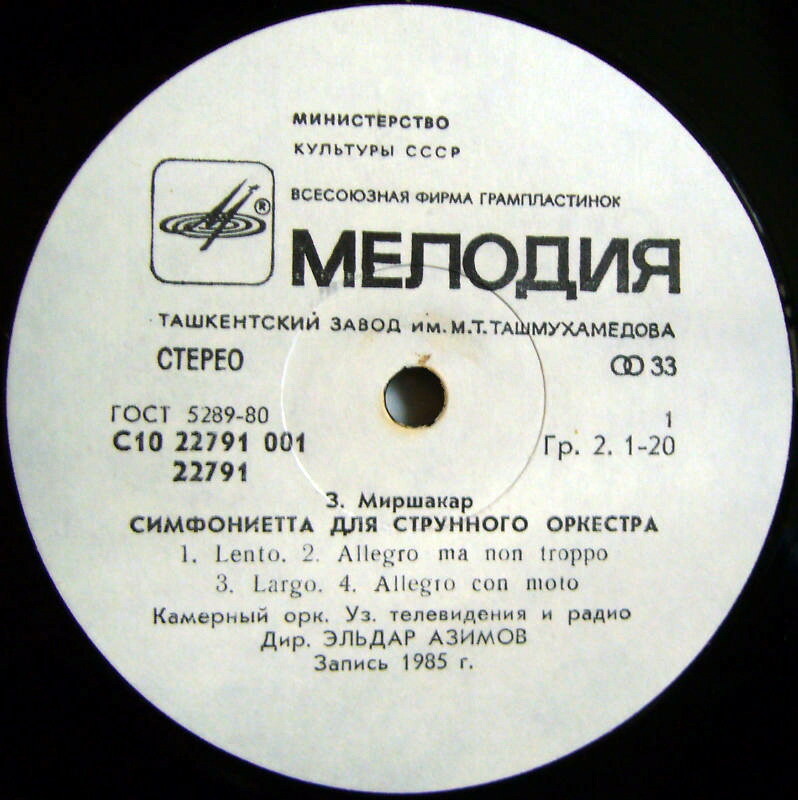 МИНИСТЕРСТВО
КУЛЬТУРЫ СССР
ВСЕСОЮЗНАЯ ФИРМА ГРАМПЛАСТИНОК
®
МЕЛОДИЯ
ТАШКЕНТСКИЙ ЗАВОД ИМ. М.Т. ТАШМУХАМЕДОВА
СТЕРЕО
33
ГОСТ 5289-80
1
С10 22791 001
Гр. 2. 1-20
22791
З. Миршакар
СИМФОНИЕТТА ДЛЯ СТРУННОГО ОРКЕСТРА
1. Lento. 2. Allegro ma non troppo
3. Largo. 4. Allegro con moto
Камерный орк. Уз. телевидения и радио
Дир. ЭЛЬДАР АЗИМОВ
Запись 1985 г.